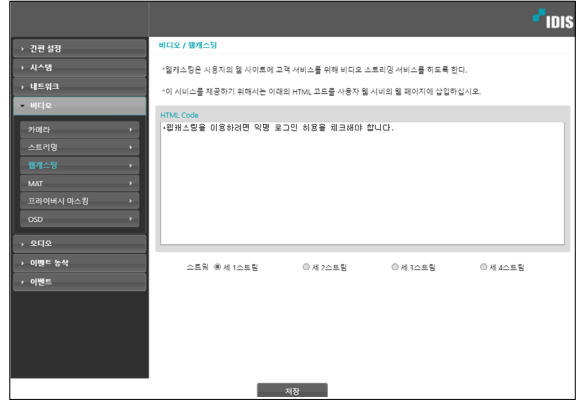 IDIS
간편 설정
시스템
네트워크
비디오
카메라
스트리밍
웹캐스팅
MAT
프라이버시 마스킹
OSD
오디오
이벤트 동작
이벤트
비디오 / 웹캐스팅
*웹캐스팅은 사용자의 웹 사이트에 고객 서비스를 위해 비디오 스트리밍 서비스를 하도록 한다.
*이 서비스를 제공하기 위해서는 아래의 HTML 코드를 사용자 웹 서버의 웹 페이지에 삽입하십시오.
HTML Code
*웹캐스팅을 이용하려면 익명 로그인 허용을 체크해야 합니다.
스트림 제 1스트림 제 2스트림 제 3스트림 제 4스트림
저장